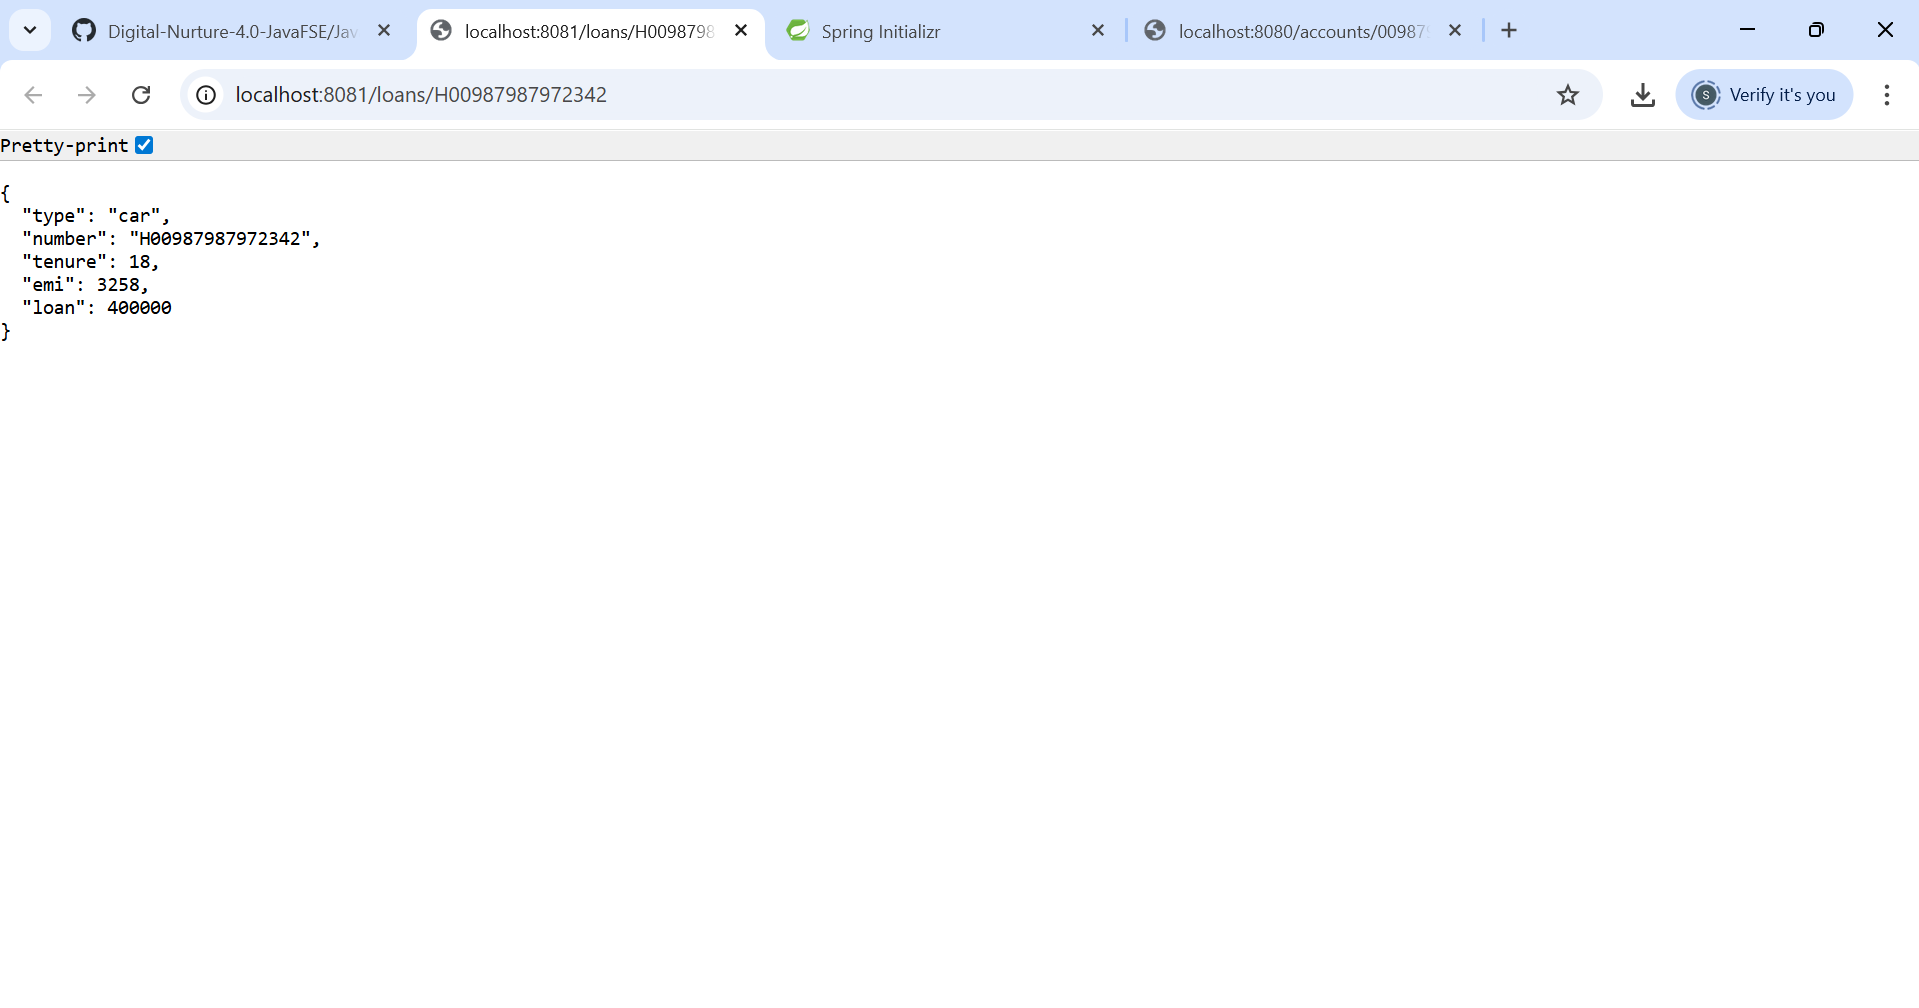 Digital-Nurture-4.0-JavaFSE/Jav
localhost:8081/loans/H0098798
Spring Initializr
localhost:8080/accounts/00987
localhost:8081/loans/H00987987972342
S
Verify it's you
Pretty-print
{
"type": "car",
"number": "H00987987972342",
"tenure": 18,
"emi": 3258,
"loan": 400000
}